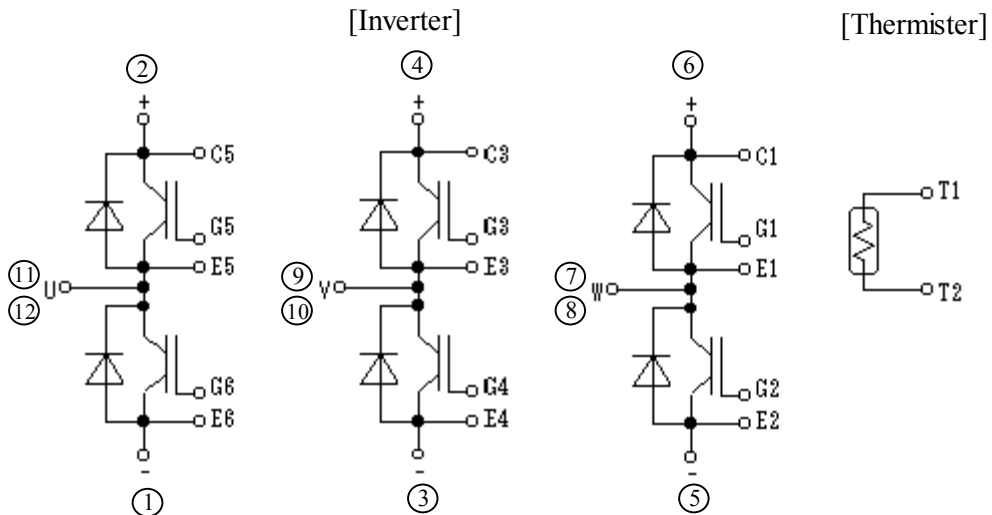 [Inverter]
[Thermister]
2
4
6
+
+
+
C5
C3
C1
T1
G5
G3
G1
E5
E3
E1
11
U
12
9
V
10
7
W
8
T2
G6
G4
G2
E6
E4
E2
-
-
-
1
3
5